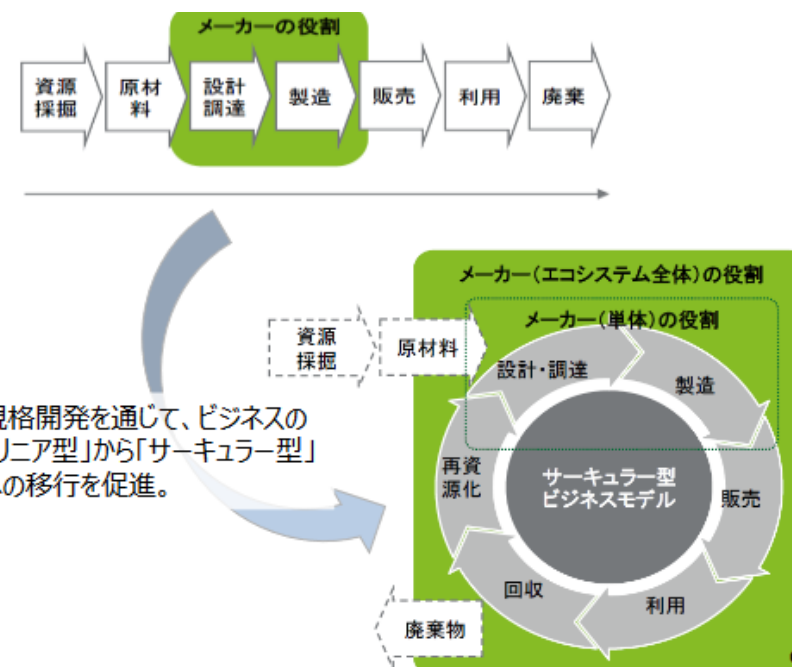 メーカーの役割
資源
採掘
原材
料
設計
調達
製造
販売
利用
廃棄
メーカー(エコシステム全体)の役割
メーカー(単体)の役割
資源
採掘
原材料
設計・調達
製造
格開発を通じて、ビジネスの
リニア型」から「サーキュラー型」
の移行を促進。
再資
源化
サーキュラー型
ビジネスモデル
販売
回収
利用
廃棄物